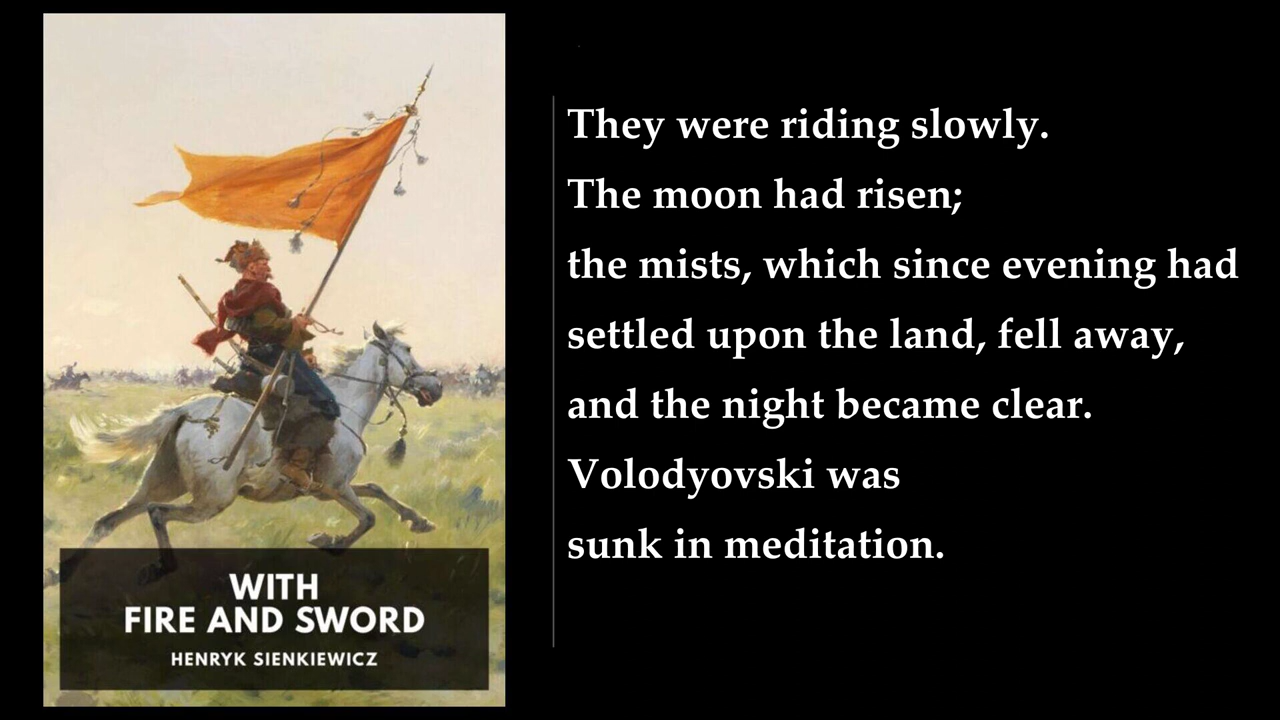 WITH
FIRE AND SWORD
HENRYK SIENKIEWICZ
They were riding slowly.
The moon had risen;
the mists, which since evening had
settled upon the land, fell away,
and the night became clear.
Volodyovski was
sunk in meditation.